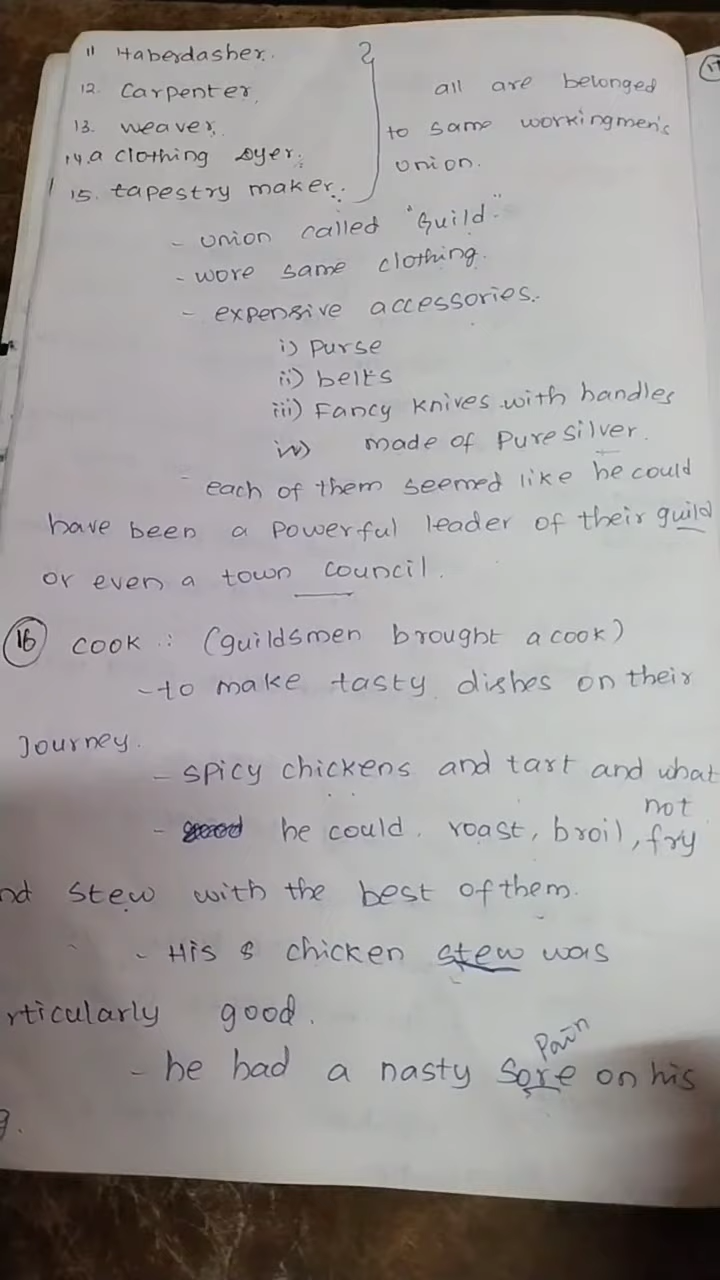 11 Haberdasher.
12. Carpenter,
13. weaver,
14. a clothing Dyer.
15. tapestry maker.
all are belonged
to same workingmen's
union.
- union called "Guild."
- wore same clothing.
- expensive accessories.
i) purse
ii) belts
iii) Fancy knives with handles
iv) made of Pure silver.
- each of them seemed like he could
have been a powerful leader of their guild
or even a town council.
16 cook : (guildsmen brought a cook)
- to make tasty dishes on their
Journey.
- spicy chickens and tart and what
not
- he could roast, broil, fry
nd stew with the best of them.
- His chicken stew was
rticularly good.
Pain
- he had a nasty sore on his
g.